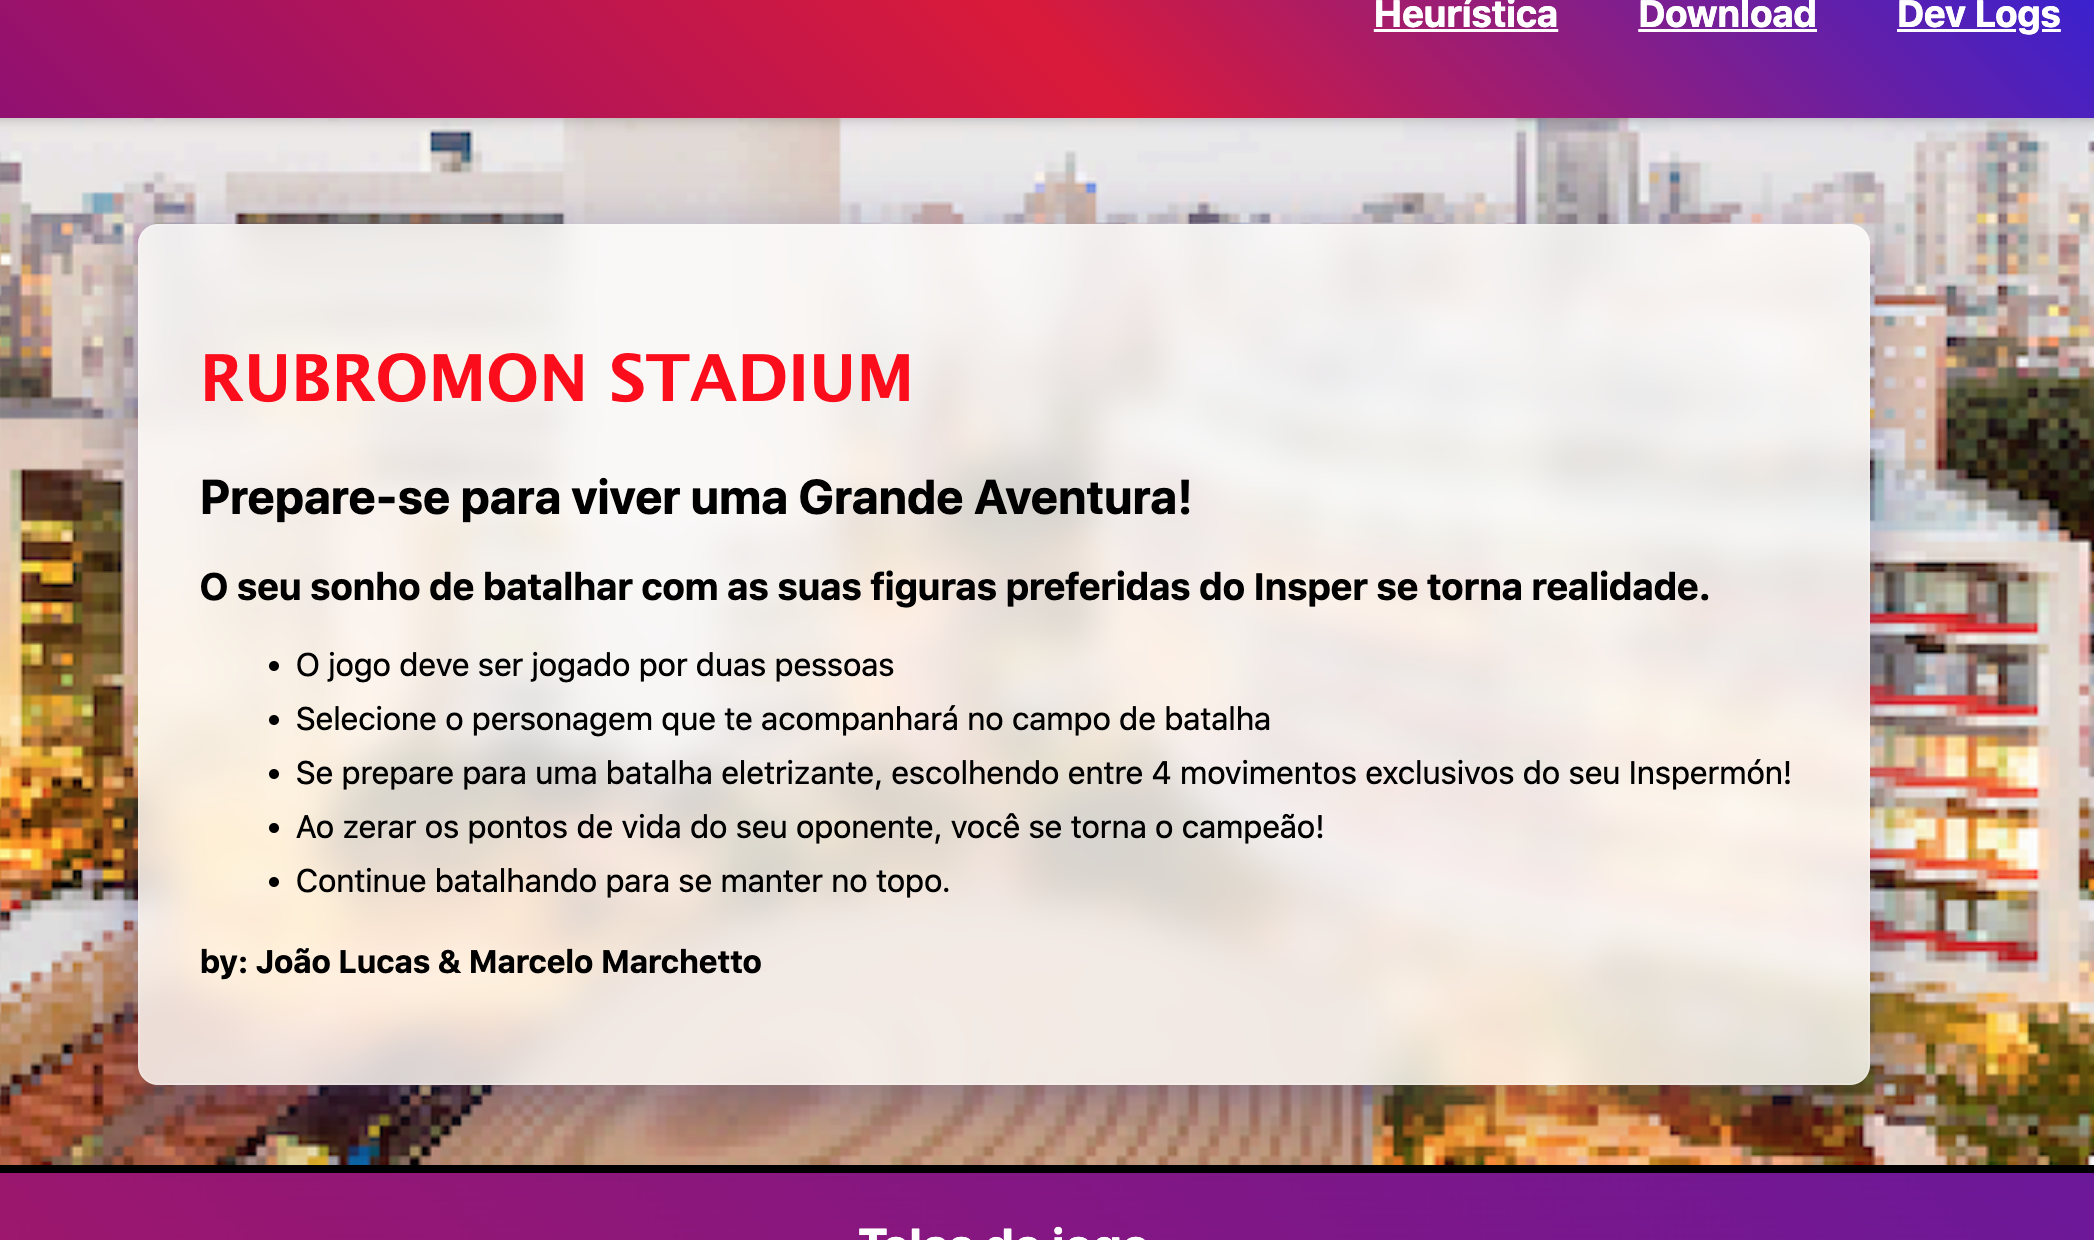 Heurística Download Dev Logs
RUBROMON STADIUM
Prepare-se para viver uma Grande Aventura!
O seu sonho de batalhar com as suas figuras preferidas do Insper se torna realidade.
• O jogo deve ser jogado por duas pessoas
• Selecione o personagem que te acompanhará no campo de batalha
• Se prepare para uma batalha eletrizante, escolhendo entre 4 movimentos exclusivos do seu Inspermón!
• Ao zerar os pontos de vida do seu oponente, você se torna o campeão!
• Continue batalhando para se manter no topo.
by: João Lucas & Marcelo Marchetto
Telas do jogo